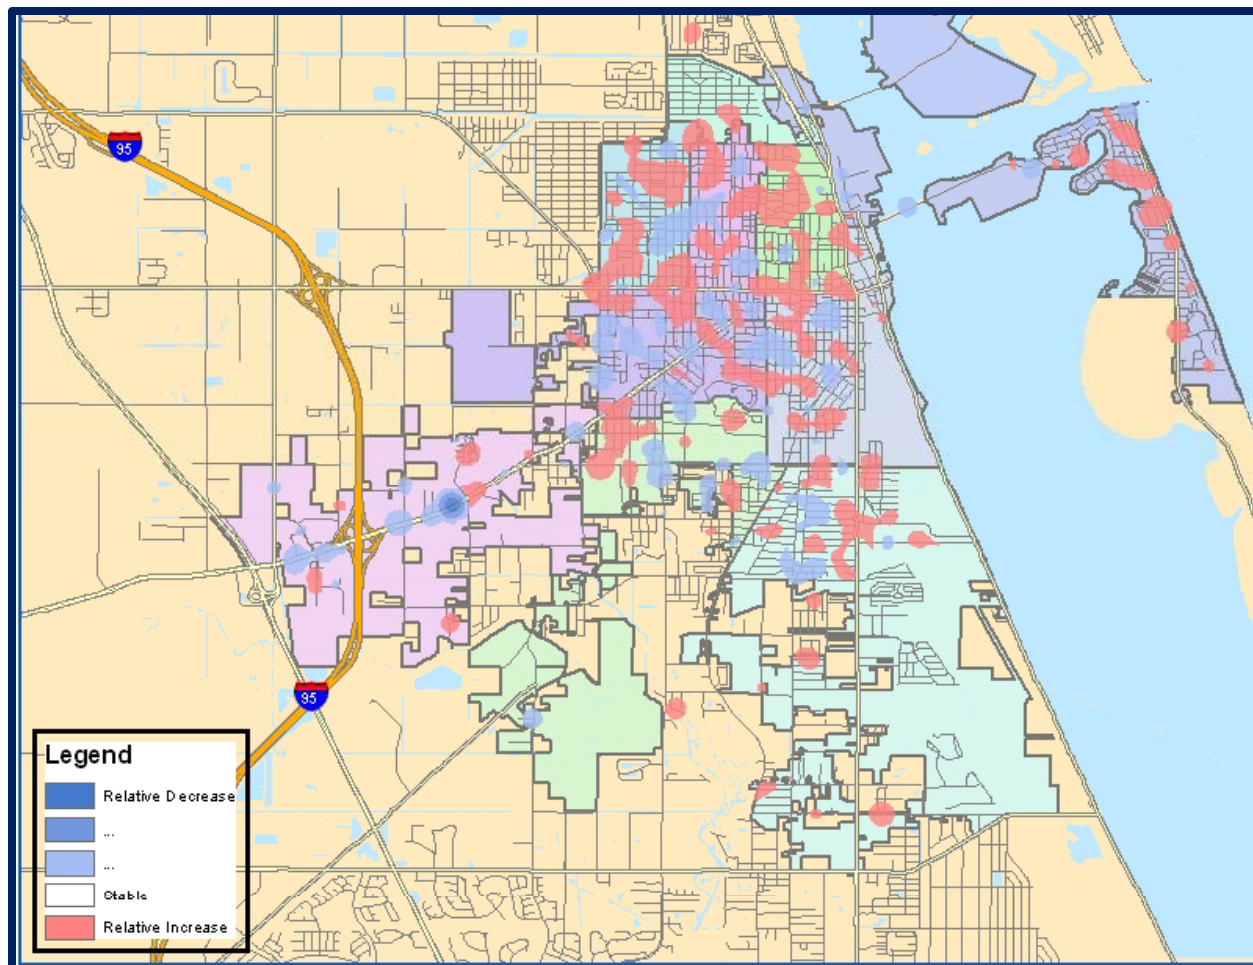 95
95
Legend
Relative Decrease
...
...
Stable
Relative Increase